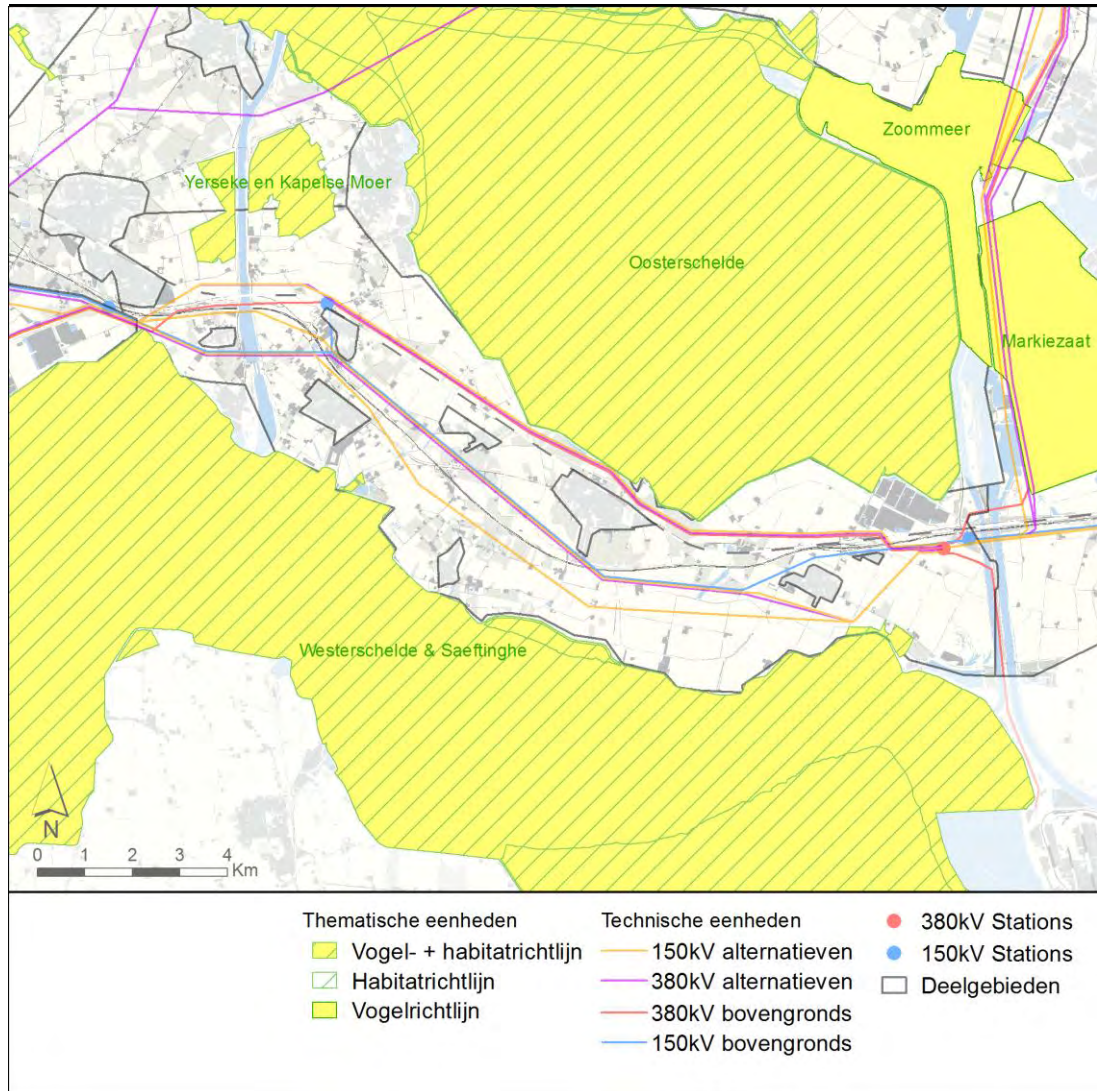 Zoommeer
Yerseke en Kapelse Moer
Oosterschelde
Markiezaat
Westerschelde & Saeftinghe
N
0 1 2 3 4
Km
Thematische eenheden
Vogel- + habitatrichtlijn
Habitatrichtlijn
Vogelrichtlijn
Technische eenheden
150kV alternatieven
380kV alternatieven
380kV bovengronds
150kV bovengronds
380kV Stations
150kV Stations
Deelgebieden